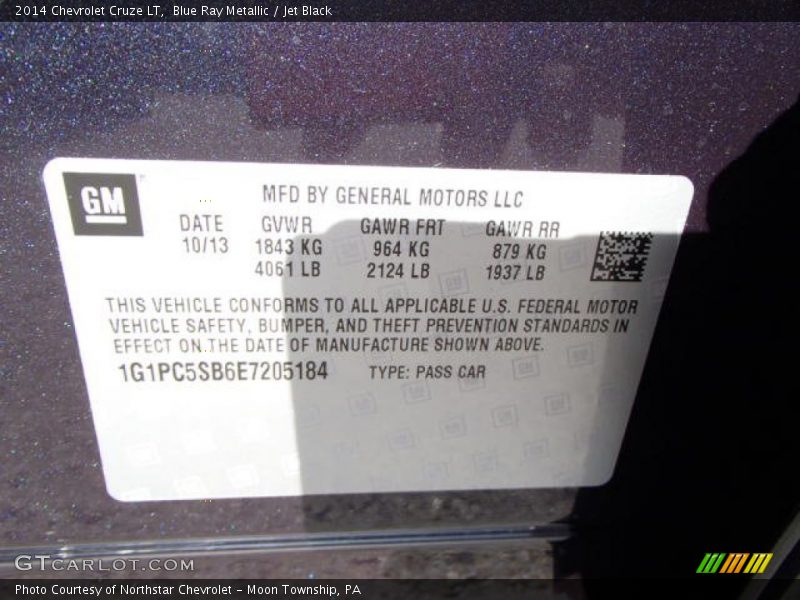 2014 Chevrolet Cruze LT,  Blue Ray Metallic / Jet Black
GM
MFD BY GENERAL MOTORS LLC
DATE GVWR GAWR FRT GAWR RR
10/13 1843 KG 964 KG 879 KG
4061 LB 2124 LB 1937 LB
THIS VEHICLE CONFORMS TO ALL APPLICABLE U.S. FEDERAL MOTOR
VEHICLE SAFETY, BUMPER, AND THEFT PREVENTION STANDARDS IN
EFFECT ON THE DATE OF MANUFACTURE SHOWN ABOVE.
1G1PC5SB6E7205184 TYPE: PASS CAR
GTCARLOT.COM
Photo Courtesy of Northstar Chevrolet - Moon Township, PA